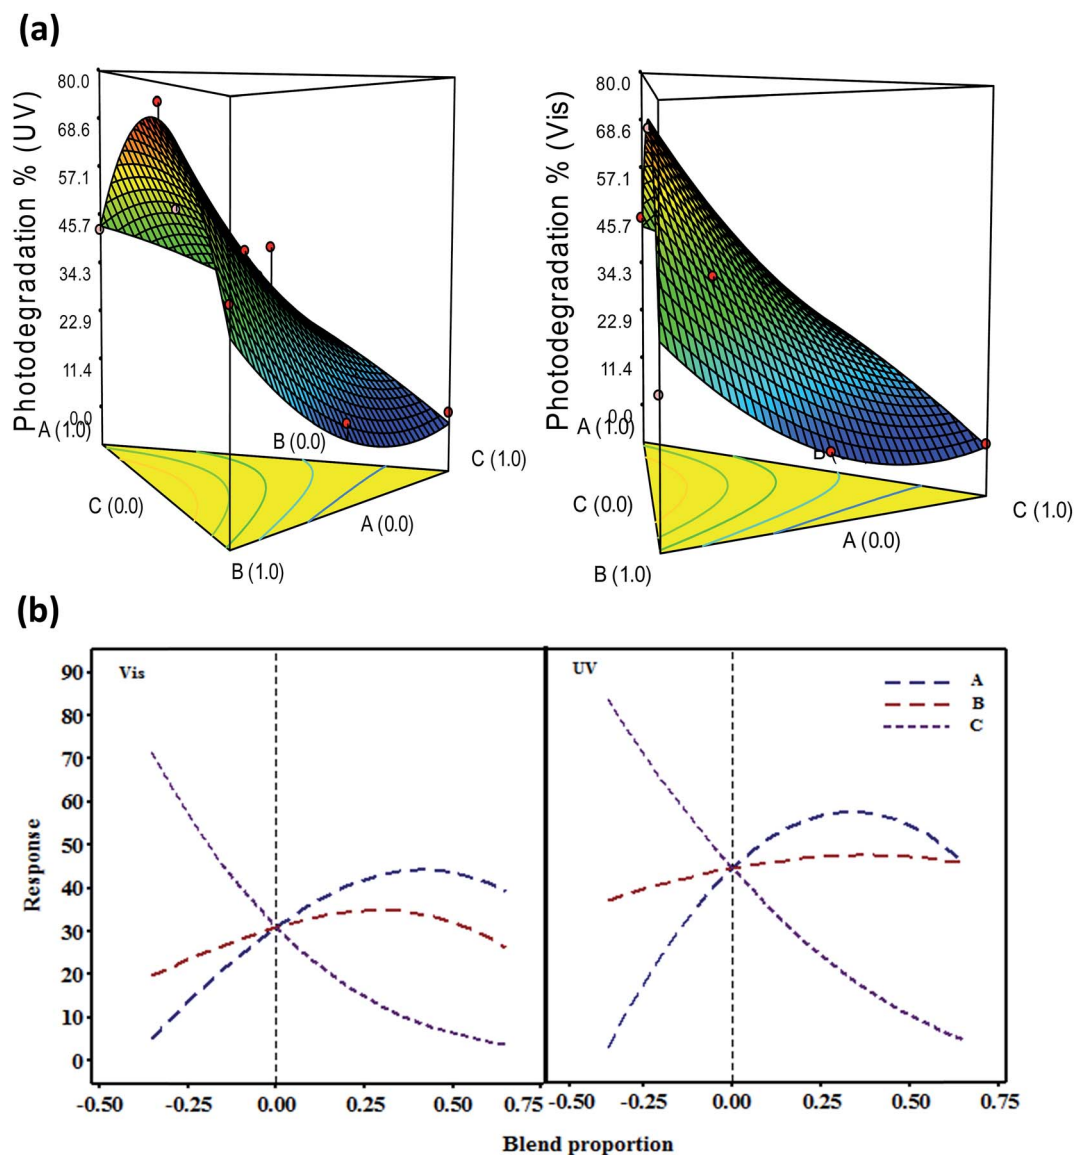 (a)
Photodegradation % (UV)
80.0
68.6
57.1
45.7
34.3
22.9
11.4
0.0
A (1.0)
B (0.0)
C (1.0)
C (0.0)
A (0.0)
B (1.0)
Photodegradation % (Vis)
80.0
68.6
57.1
45.7
34.3
22.9
11.4
0.0
A (1.0)
B (
C (0.0)
C (1.0)
A (0.0)
B (1.0)
(b)
Response
90
80
70
60
50
40
30
20
10
0
Vis
UV
A
B
C
-0.50 -0.25 0.00 0.25 0.50 0.75 -0.50 -0.25 0.00 0.25 0.50 0.75
Blend proportion